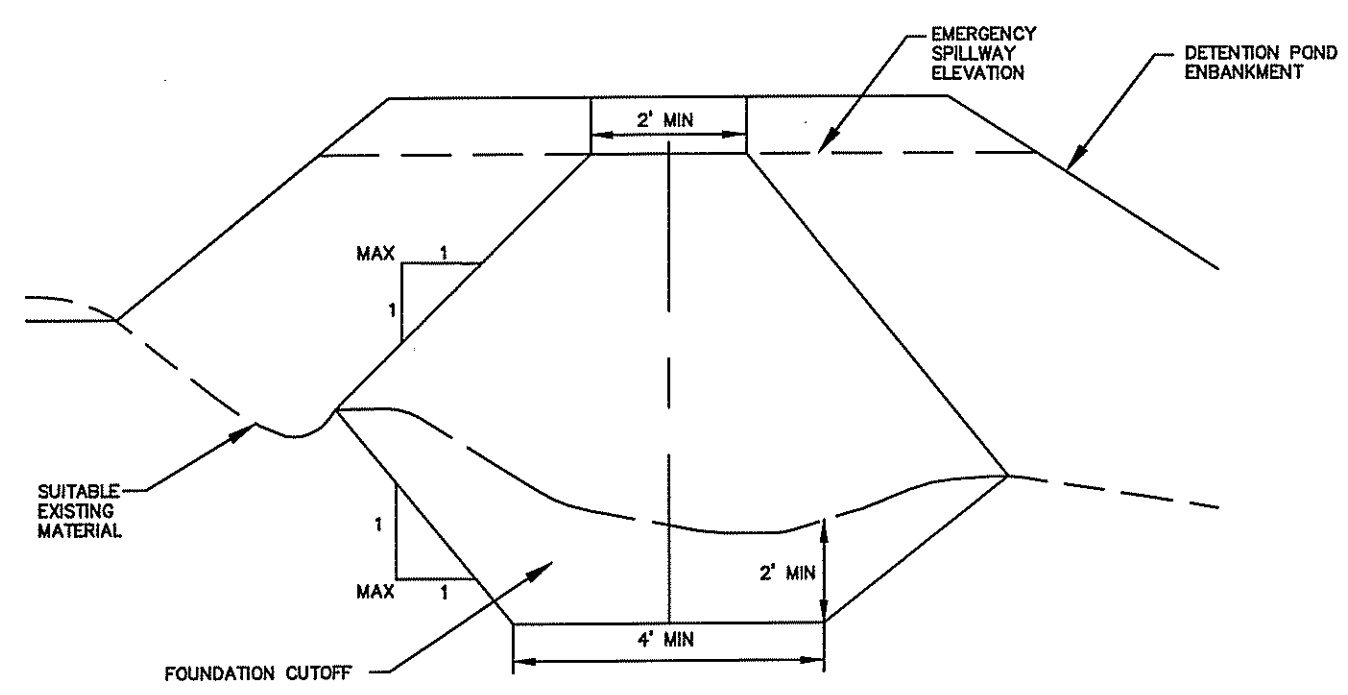 EMERGENCY
SPILLWAY
ELEVATION
DETENTION POND
ENBANKMENT
2' MIN
MAX
1
1
SUITABLE
EXISTING
MATERIAL
1
MAX
1
2' MIN
4' MIN
FOUNDATION CUTOFF